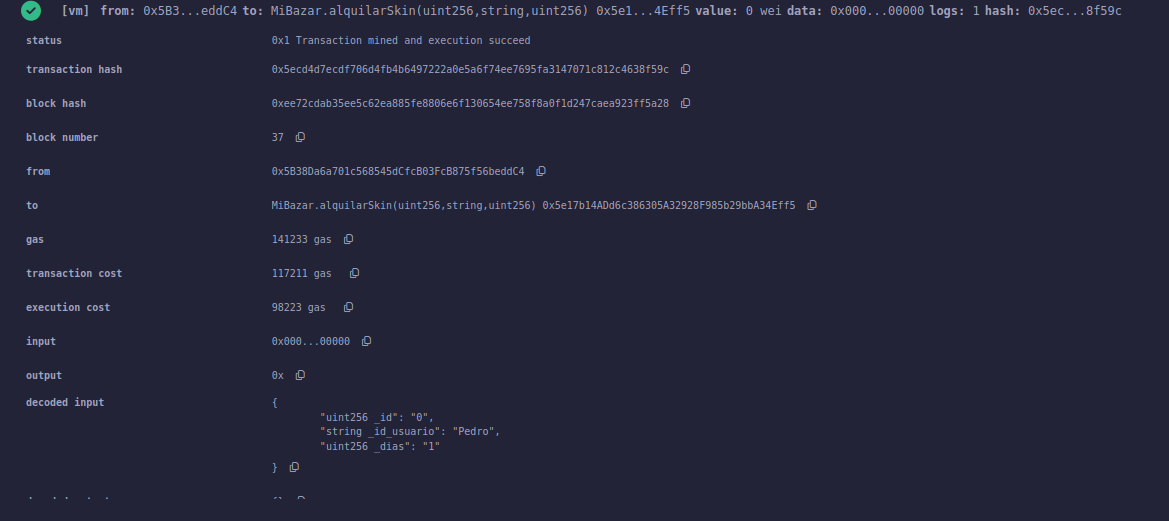 [vm] from: 0x5B3...eddC4 to: MiBazar.alquilarSkin(uint256,string,uint256) 0x5e1...4Eff5 value: 0 wei data: 0x000...00000 logs: 1 hash: 0x5ec...8f59c
status 0x1 Transaction mined and execution succeed
transaction hash 0x5ecd4d7ecdf706d4fb4b6497222a0e5a6f74ee7695fa3147071c812c4638f59c
block hash 0xee72cdab35ee5c62ea885fe8806e6f130654ee758f8a0f1d247caea923ff5a28
block number 37
from 0x5B38Da6a701c568545dCfcB03FcB875f56beddC4
to MiBazar.alquilarSkin(uint256,string,uint256) 0x5e17b14ADd6c386305A32928F985b29bbA34Eff5
gas 141233 gas
transaction cost 117211 gas
execution cost 98223 gas
input 0x000...00000
output 0x
decoded input {
"uint256 _id": "0",
"string _id_usuario": "Pedro",
"uint256 _dias": "1"
}